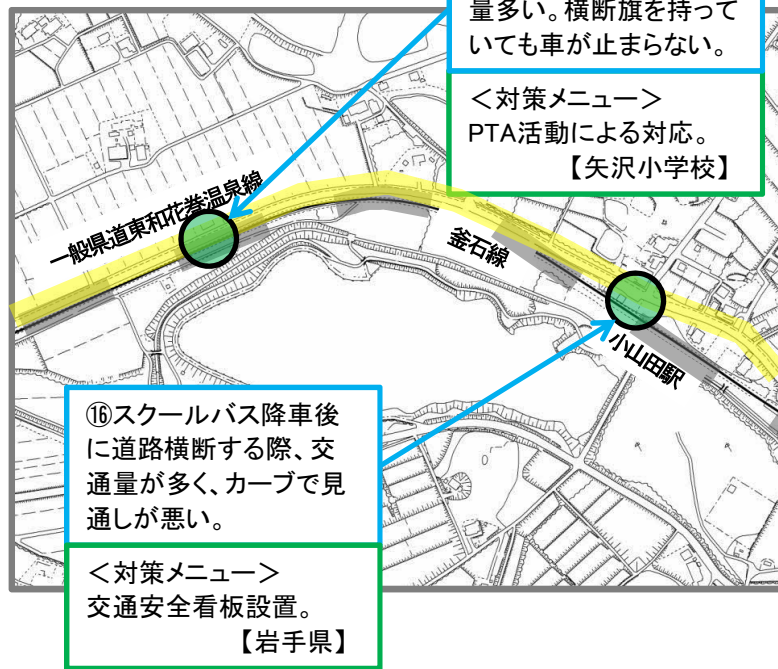 量多い。横断旗を持って
いても車が止まらない。
＜対策メニュー＞
PTA活動による対応。
【矢沢小学校】
一般県道東和花巻温泉線
釜石線
小山田駅
⑯スクールバス降車後
に道路横断する際、交
通量が多く、カーブで見
通しが悪い。
＜対策メニュー＞
交通安全看板設置。
【岩手県】